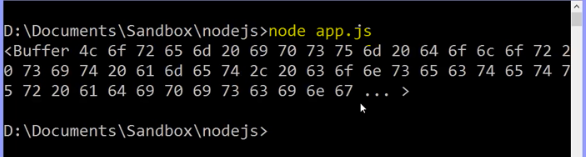 D:\Documents\Sandbox\nodejs>node app.js
<Buffer 4c 6f 72 65 6d 20 69 70 73 75 6d 20 64 6f 6c 6f 72 2
0 73 69 74 20 61 6d 65 74 2c 20 63 6f 6e 73 65 63 74 65 74 7
5 72 20 61 64 69 70 69 73 63 69 6e 67 ... >
D:\Documents\Sandbox\nodejs>